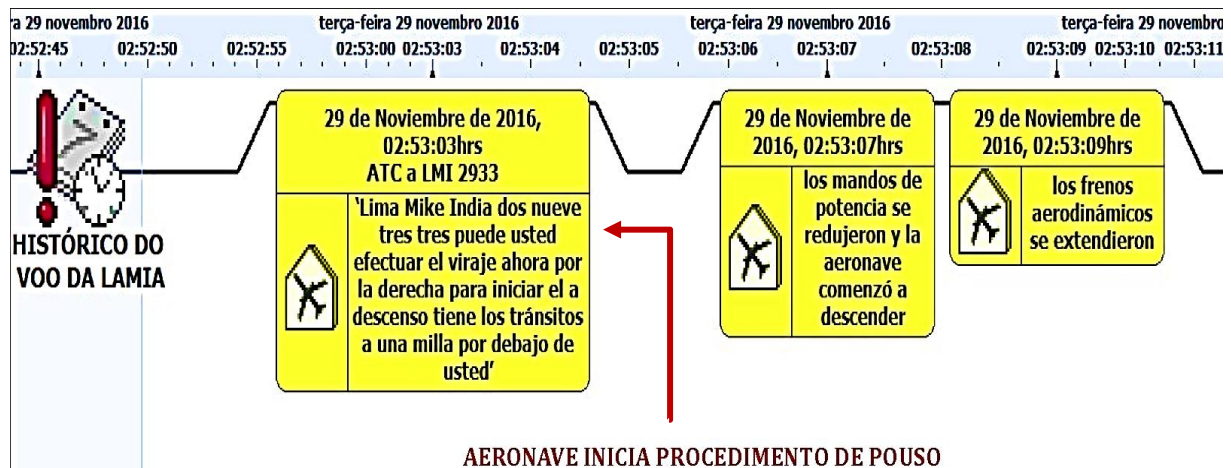 ra 29 novembro 2016 terça-feira 29 novembro 2016 terça-feira 29 novembro 2016 terça-feira 29 novembro
02:52:45 02:52:50 02:52:55 02:53:00 02:53:03 02:53:04 02:53:05 02:53:06 02:53:07 02:53:08 02:53:09 02:53:10 02:53:11
HISTÓRICO DO
VOO DA LAMIA
29 de Noviembre de 2016,
02:53:03hrs
ATC a LMI 2933
‘Lima Mike India dos nueve
tres tres puede usted
efectuar el viraje ahora por
la derecha para iniciar el a
descenso tiene los tránsitos
a una milla por debajo de
usted’
29 de Noviembre de
2016, 02:53:07hrs
los mandos de
potencia se
redujeron y la
aeronave
comenzó a
descender
29 de Noviembre de
2016, 02:53:09hrs
los frenos
aerodinámicos
se extendieron
AERONAVE INICIA PROCEDIMENTO DE POUSO